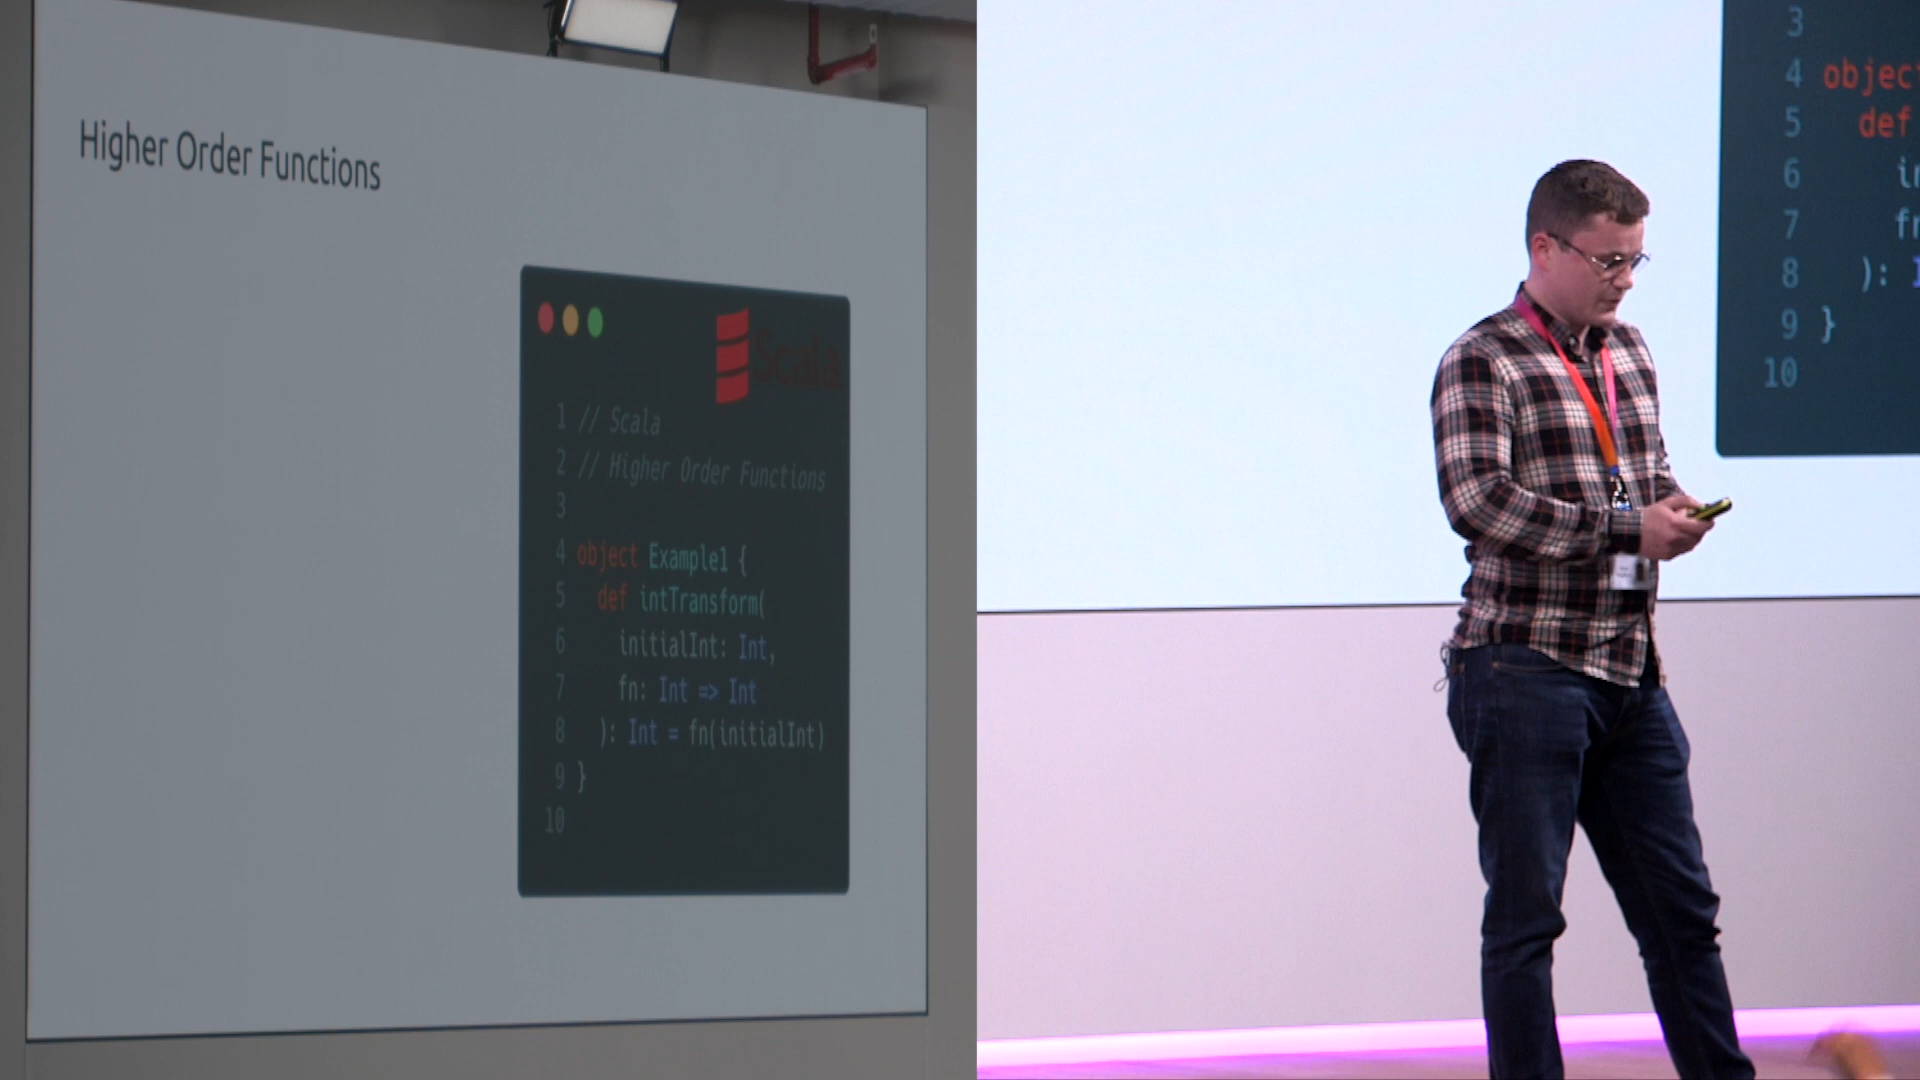 Higher Order Functions
Scala
1 // Scala
2 // Higher Order Functions
3
4 object Example1 {
5 def intTransform(
6 initialInt: Int,
7 fn: Int => Int
8 ): Int = fn(initialInt)
9 }
10
3
4 objec
5 def
6 in
7 fn
8 ): I
9 }
10